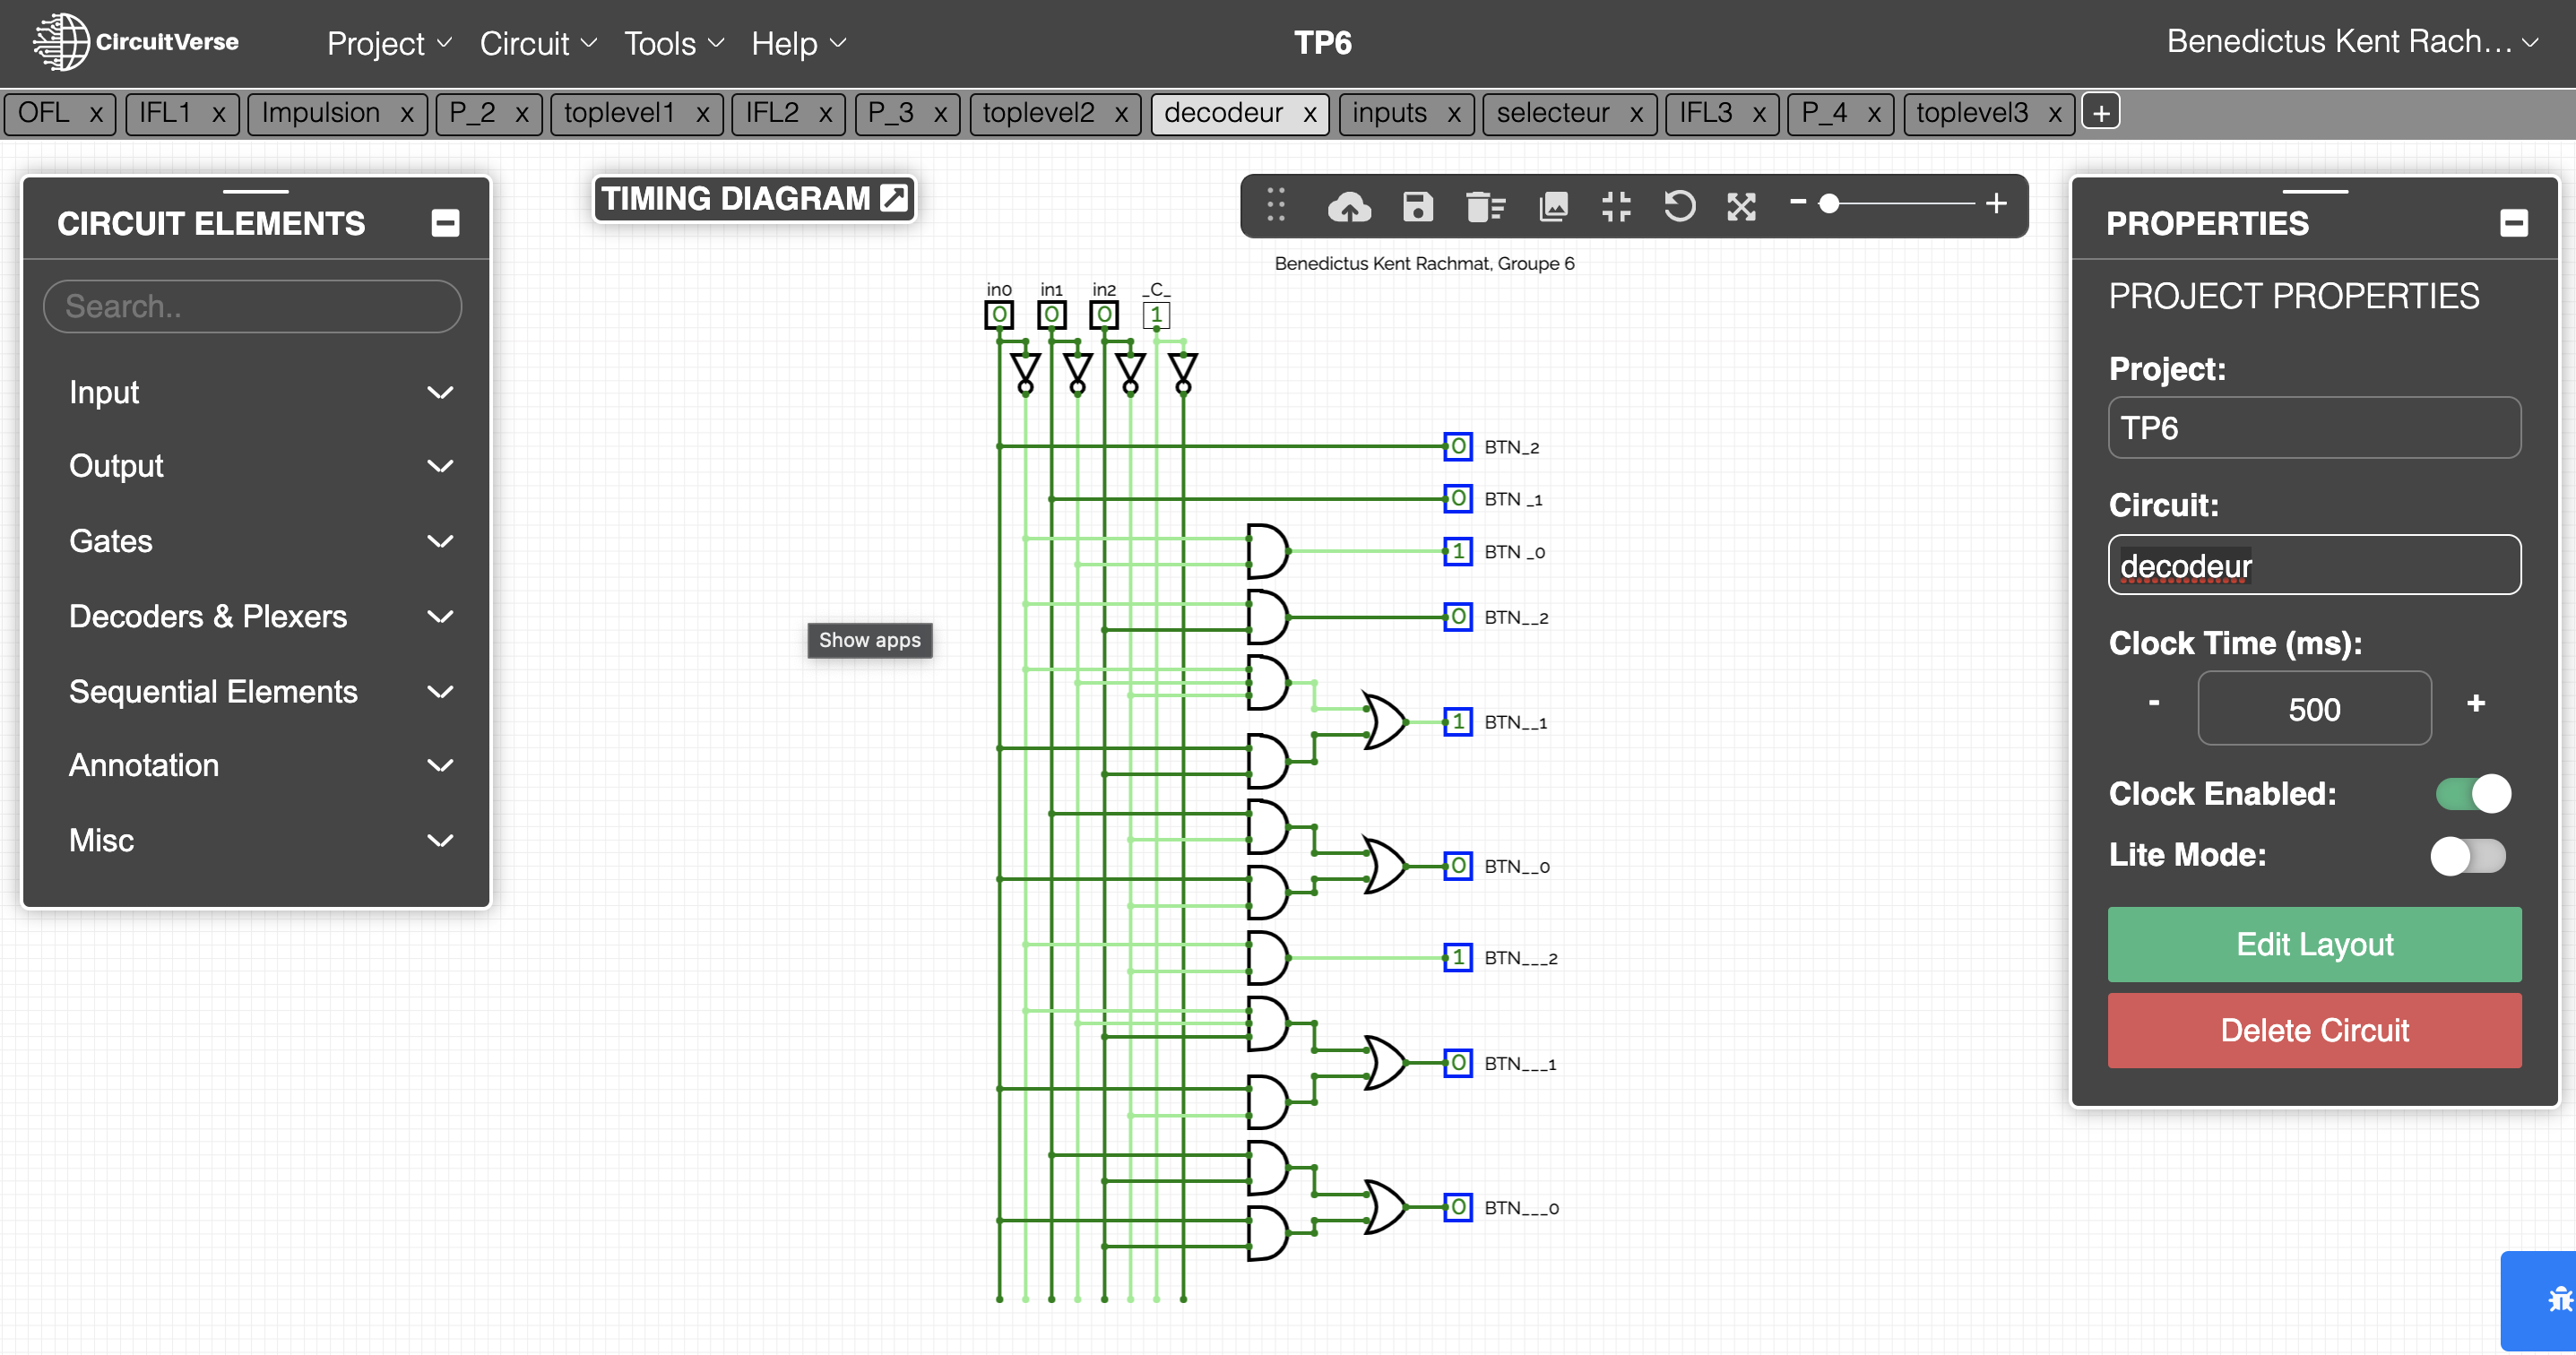 CircuitVerse
Project
Circuit
Tools
Help
TP6
Benedictus Kent Rach...
OFL x
IFL1 x
Impulsion x
P_2 x
toplevel1 x
IFL2 x
P_3 x
toplevel2 x
decodeur x
inputs x
selecteur x
IFL3 x
P_4 x
toplevel3 x
+
CIRCUIT ELEMENTS
Search..
Input
Output
Gates
Decoders & Plexers
Sequential Elements
Annotation
Misc
TIMING DIAGRAM
- +
Benedictus Kent Rachmat, Groupe 6
in0 in1 in2 _C_
0 0 0 1
0 BTN_2
0 BTN _1
1 BTN _0
0 BTN__2
1 BTN__1
0 BTN__0
1 BTN___2
0 BTN___1
0 BTN___0
Show apps
PROPERTIES
PROJECT PROPERTIES
Project:
TP6
Circuit:
decodeur
Clock Time (ms):
- 500 +
Clock Enabled:
Lite Mode:
Edit Layout
Delete Circuit